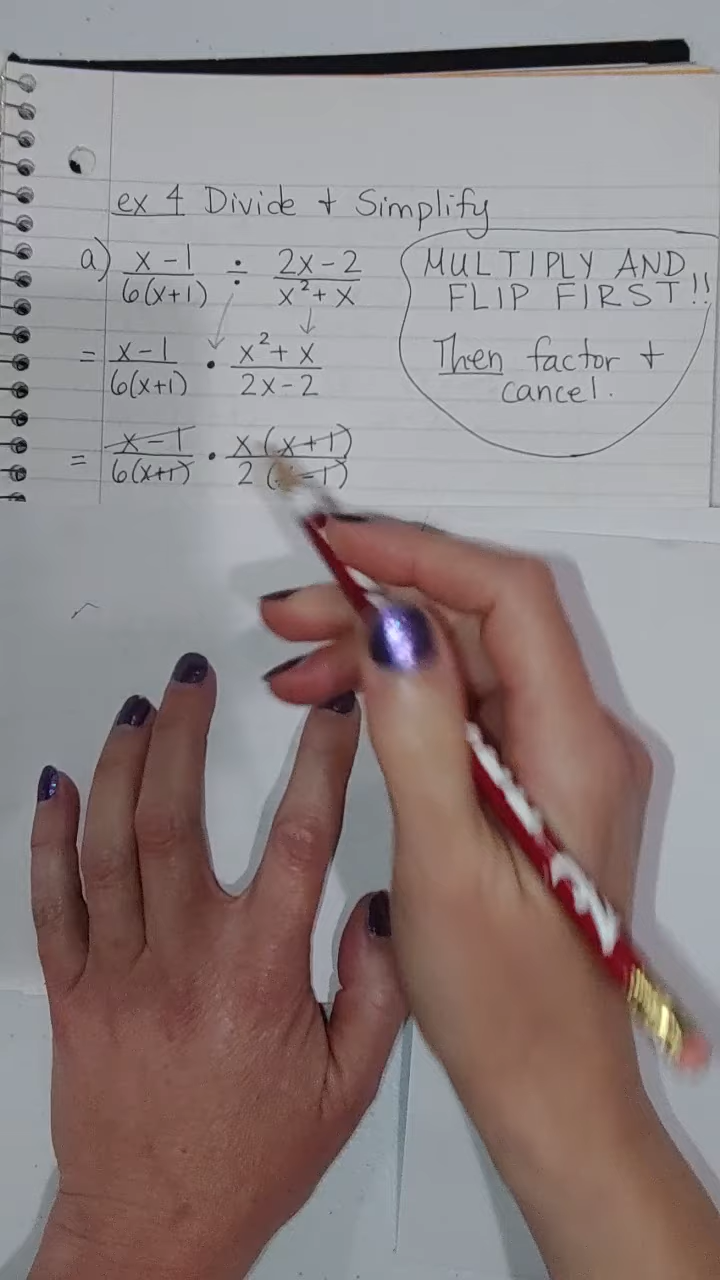 ex 4 Divide + Simplify
a) x - 1 / 6(x+1) ÷ 2x - 2 / x² + x
= x - 1 / 6(x+1) • x² + x / 2x - 2
= x - 1 / 6(x+1) • x(x+1) / 2( -1)
MULTIPLY AND
FLIP FIRST!!
Then factor +
cancel.